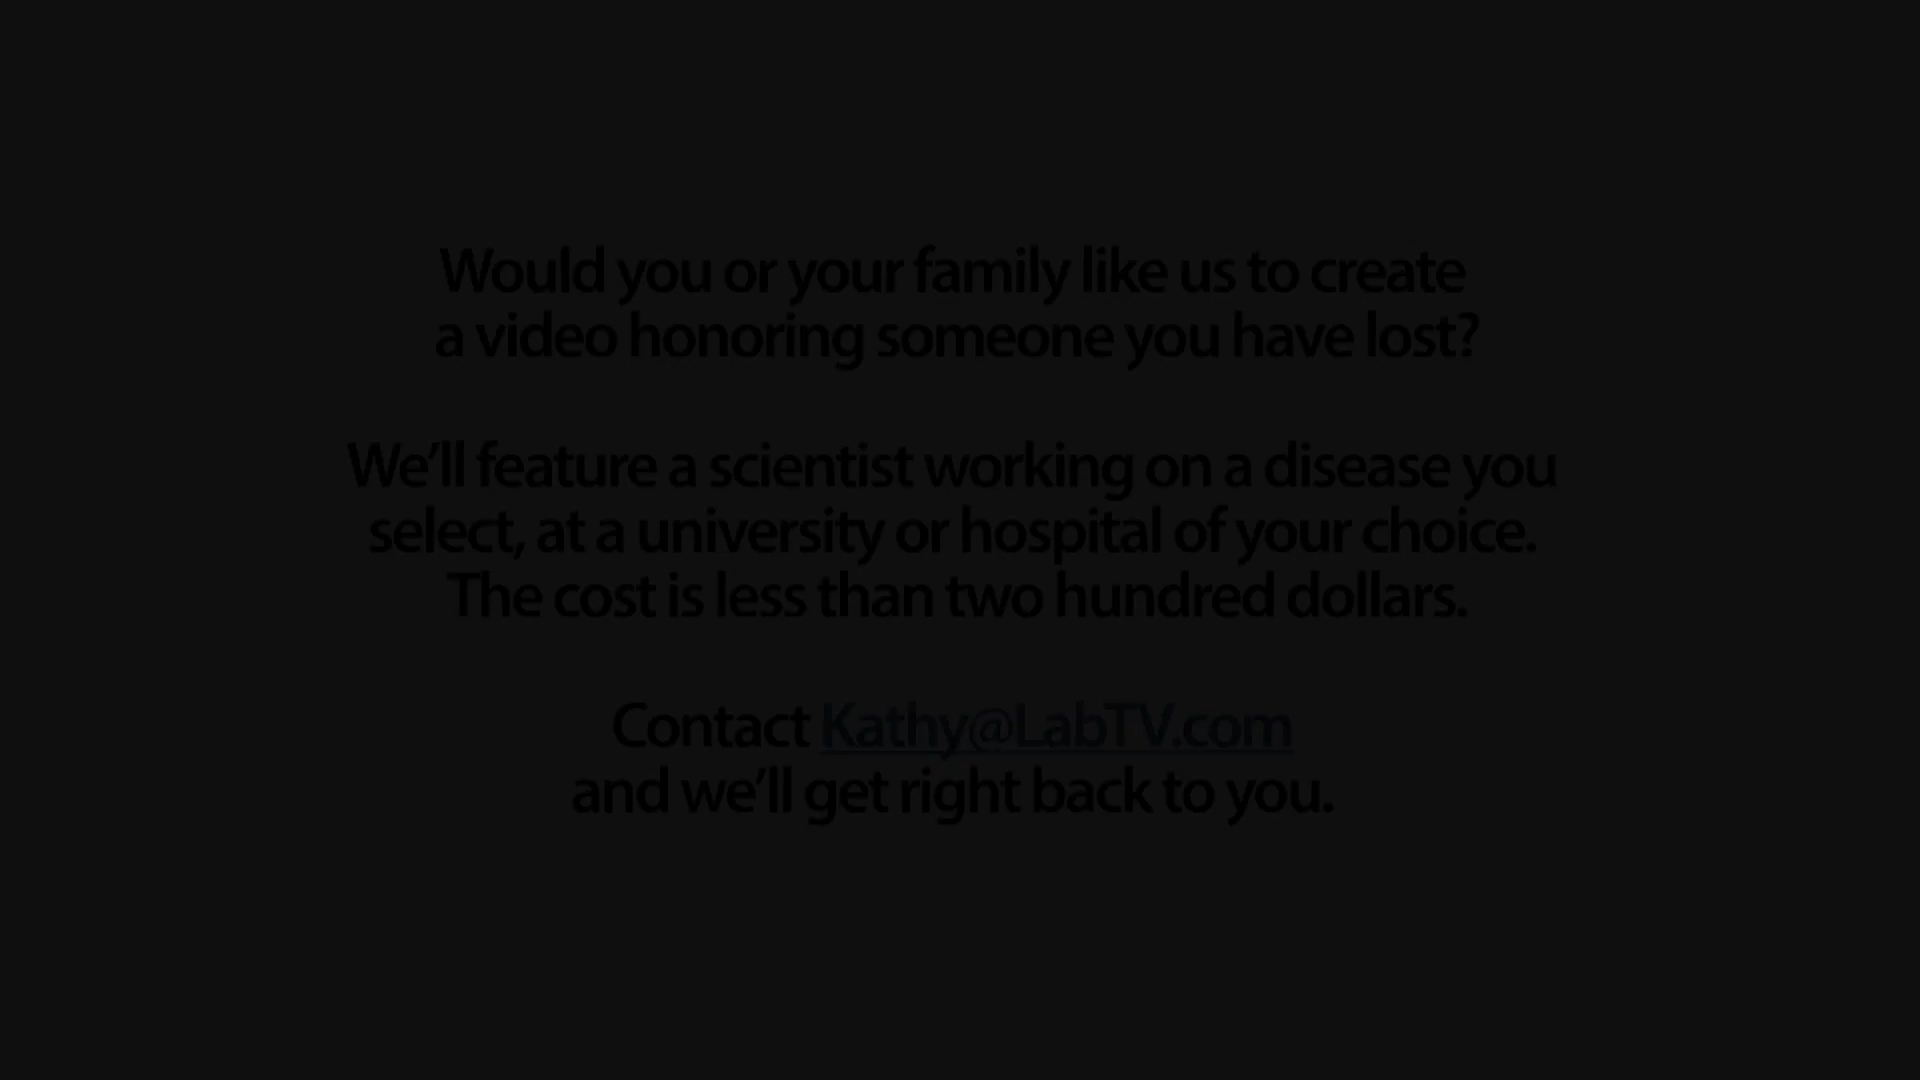 Would you or your family like us to create
a video honoring someone you have lost?
We’ll feature a scientist working on a disease you
select, at a university or hospital of your choice.
The cost is less than two hundred dollars.
Contact Kathy@LabTV.com
and we’ll get right back to you.